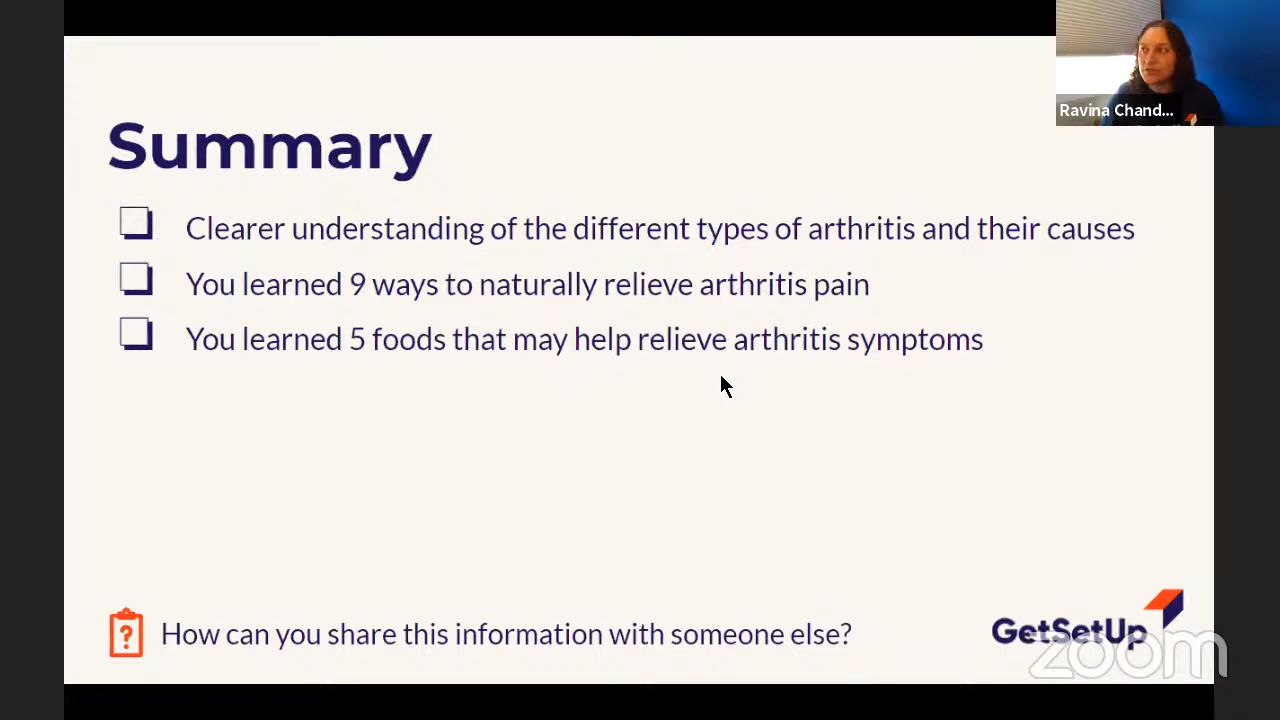 Ravina Chand...
Summary
Clearer understanding of the different types of arthritis and their causes
You learned 9 ways to naturally relieve arthritis pain
You learned 5 foods that may help relieve arthritis symptoms
? How can you share this information with someone else?
GetSetUp
zoom